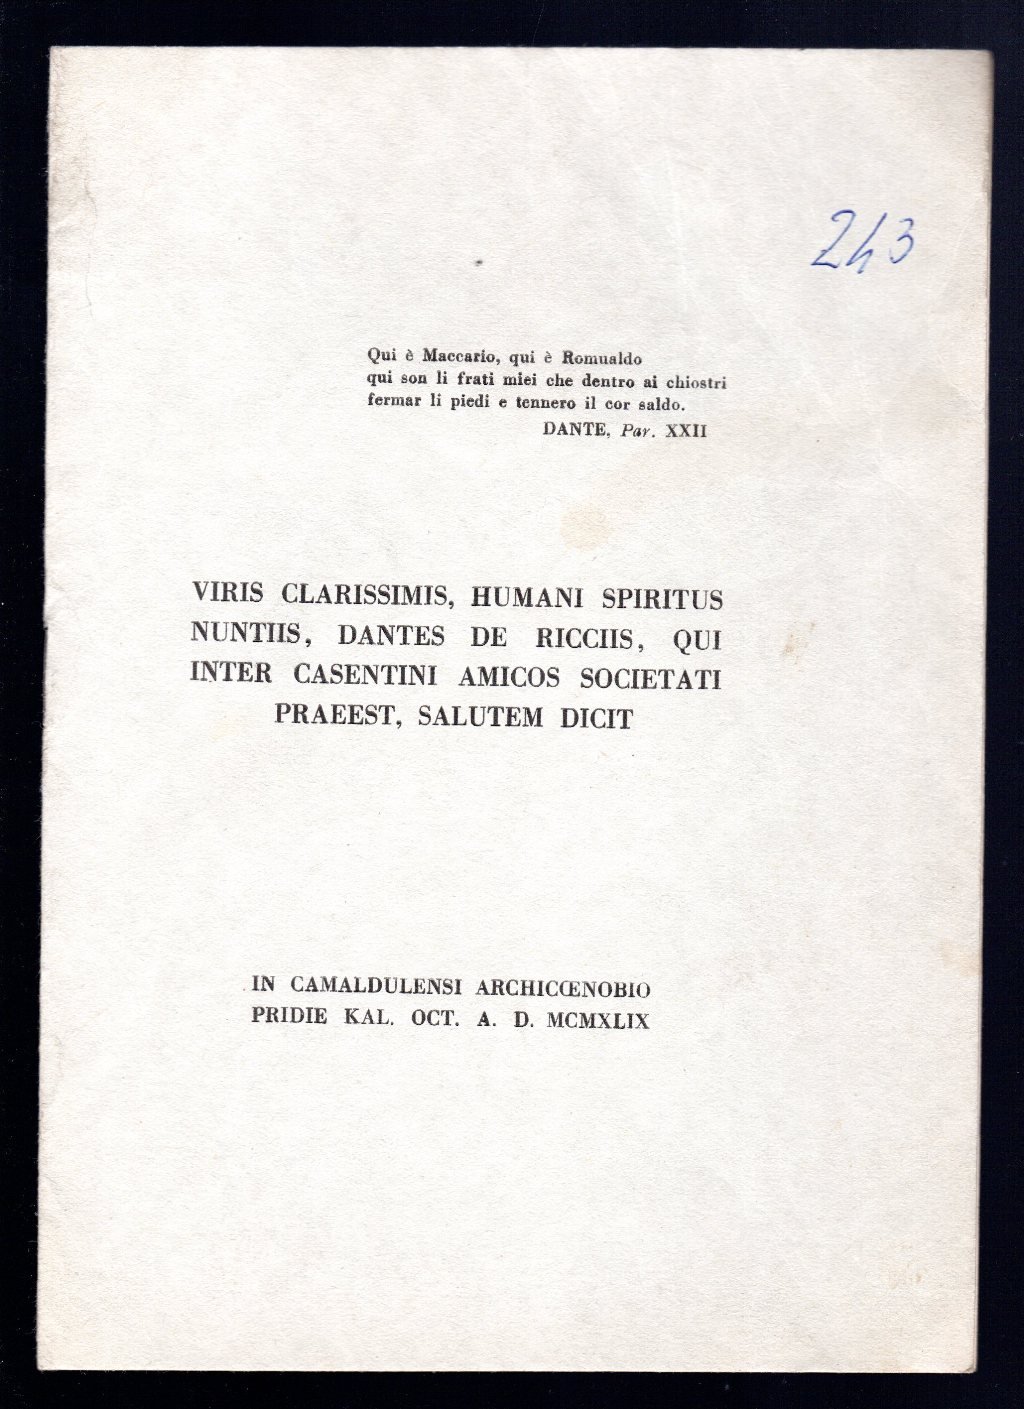 243
Qui è Maccario, qui è Romualdo
qui son li frati miei che dentro ai chiostri
fermar li piedi e tennero il cor saldo.
DANTE, Par. XXII
VIRIS CLARISSIMIS, HUMANI SPIRITUS
NUNTIIS, DANTES DE RICCIIS, QUI
INTER CASENTINI AMICOS SOCIETATI
PRAEEST, SALUTEM DICIT
IN CAMALDULENSI ARCHICŒNOBIO
PRIDIE KAL. OCT. A. D. MCMXLIX